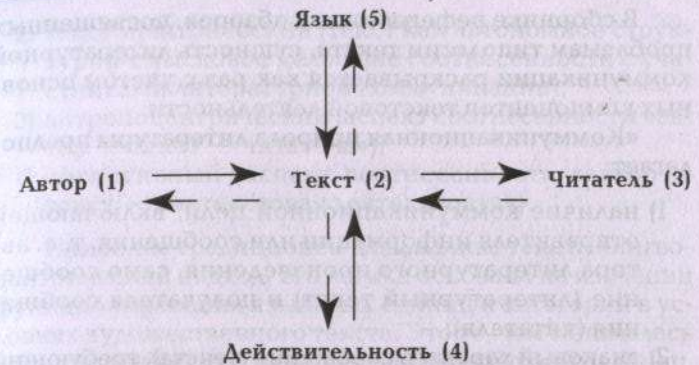 Язык (5)
Автор (1) Текст (2) Читатель (3)
Действительность (4)